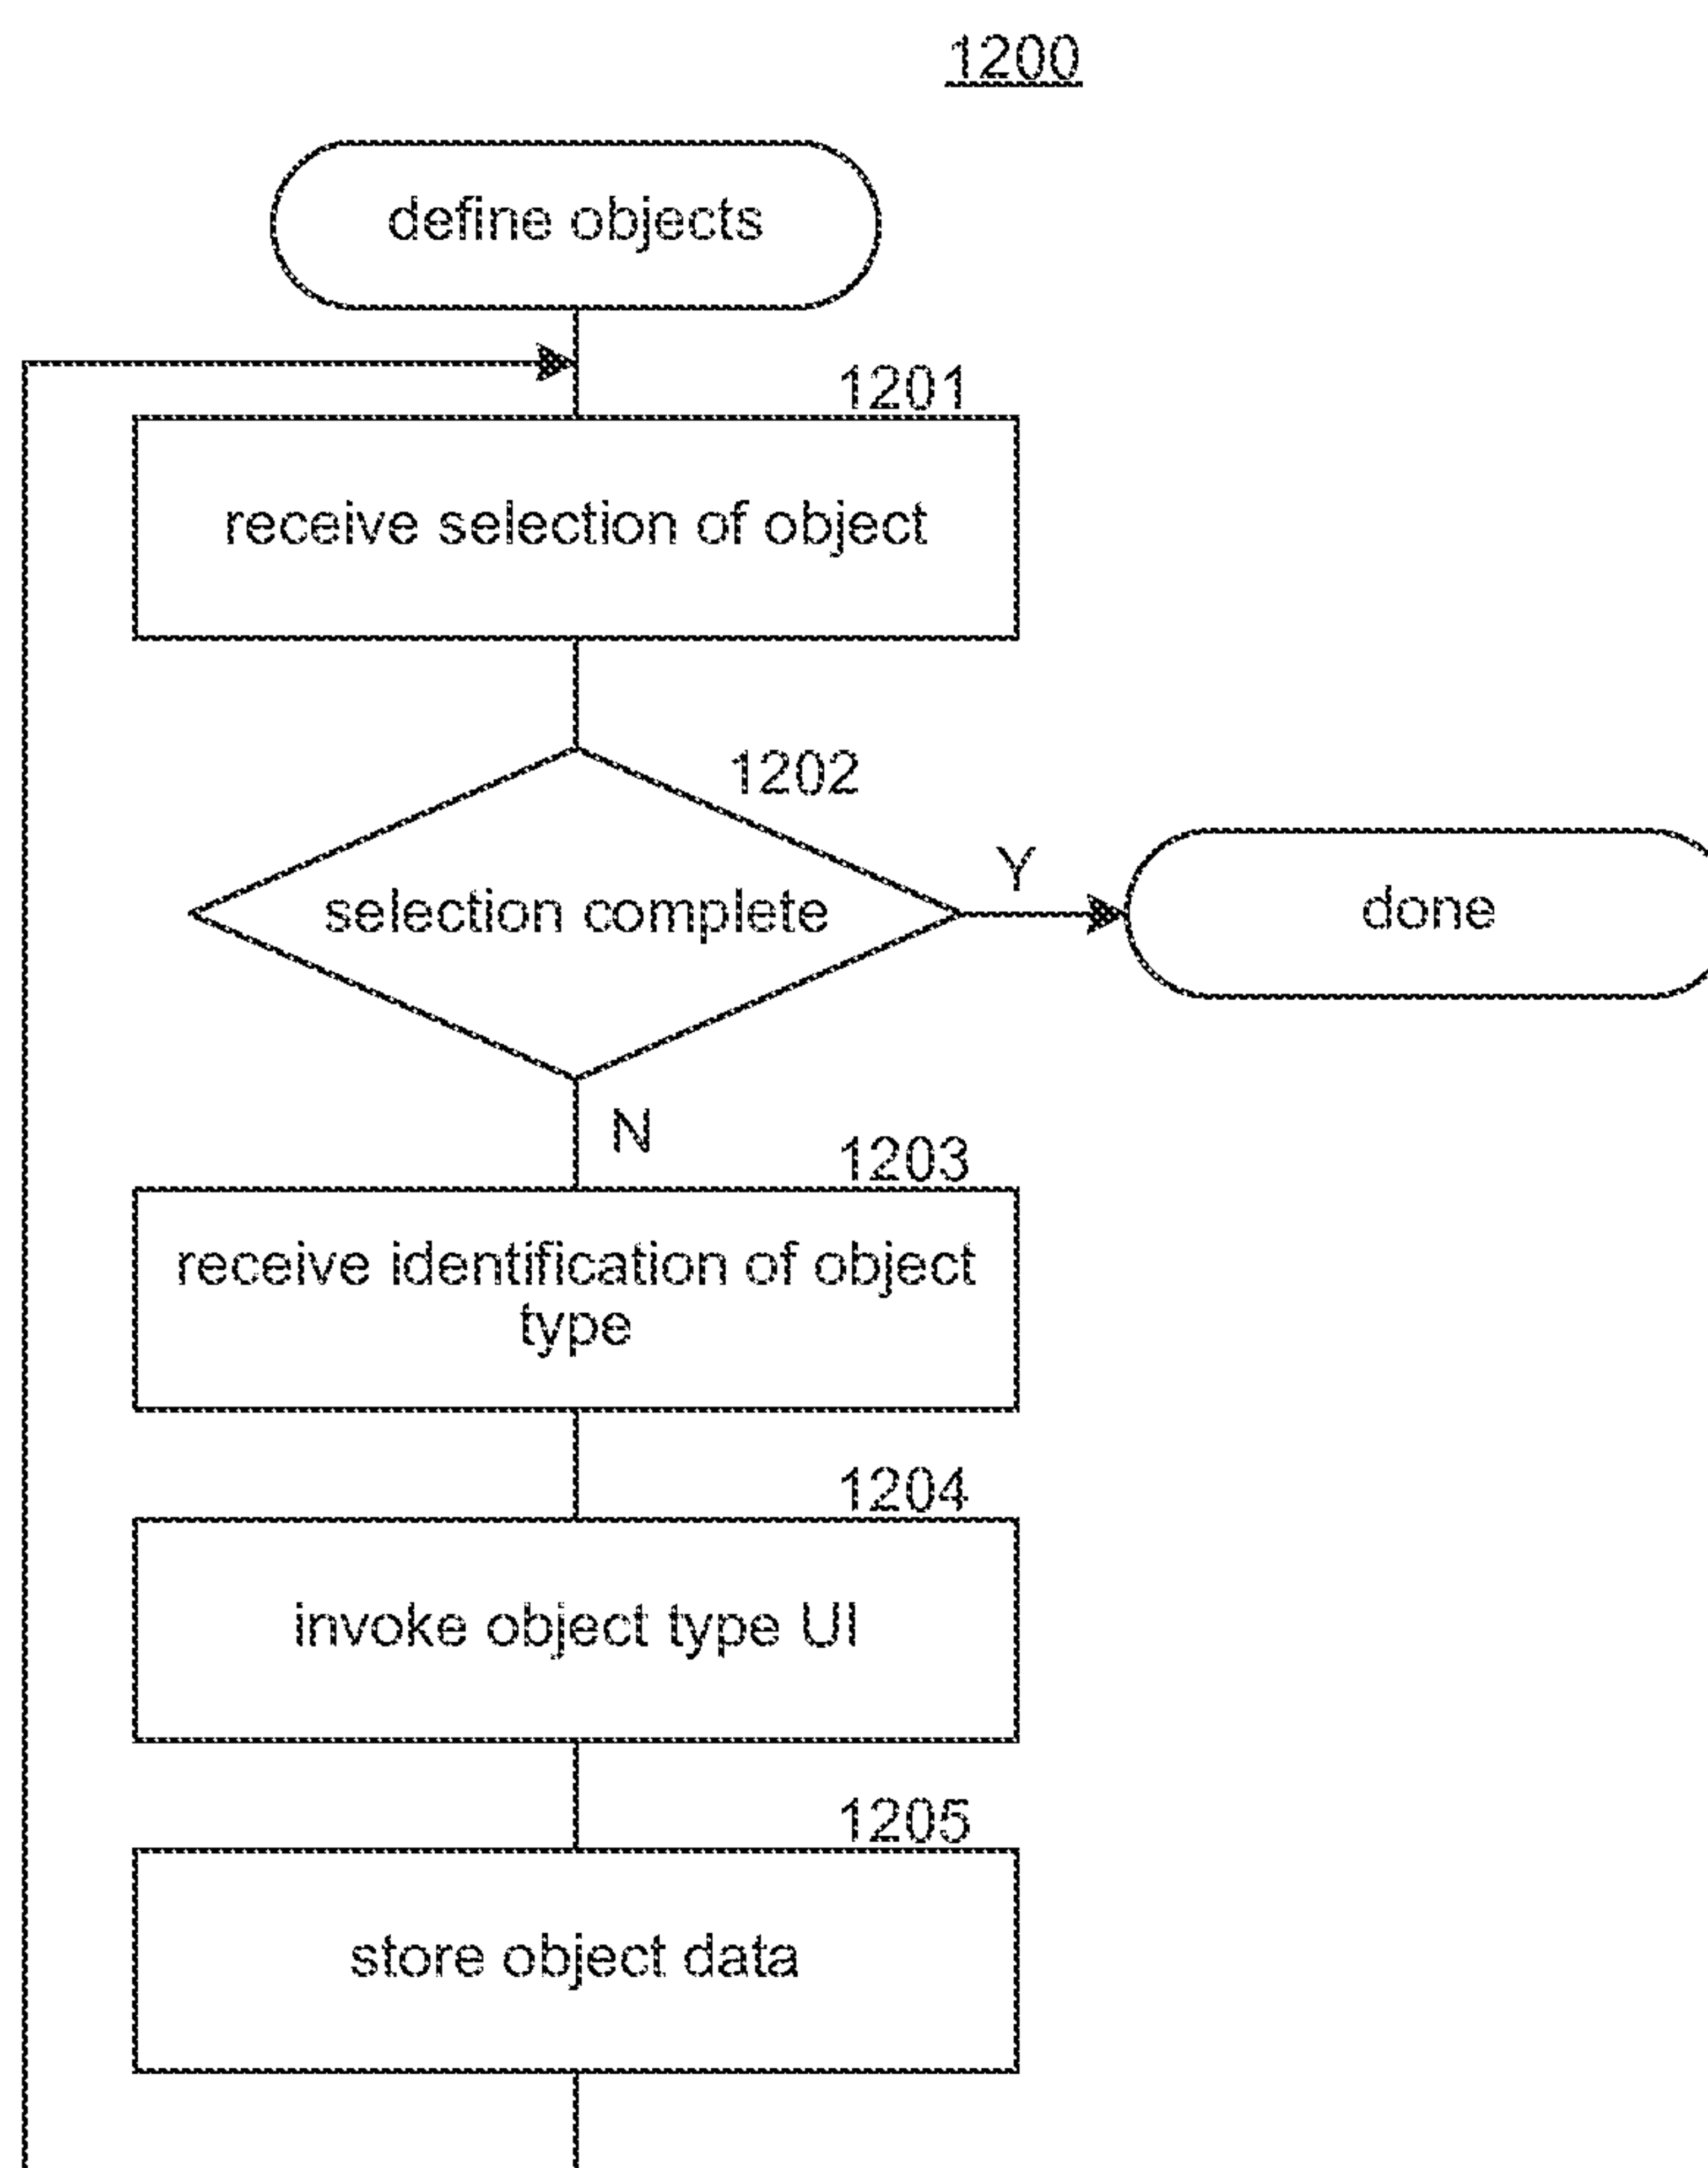 1200
define objects
1201
receive selection of object
1202
selection complete
Y
done
N
1203
receive identification of object
type
1204
invoke object type UI
1205
store object data